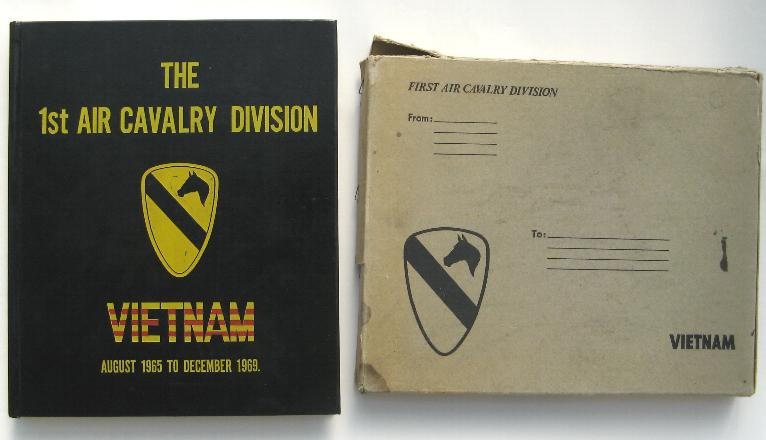 THE
1st AIR CAVALRY DIVISION
VIETNAM
AUGUST 1965 TO DECEMBER 1969.
FIRST AIR CAVALRY DIVISION
From:
To:
VIETNAM